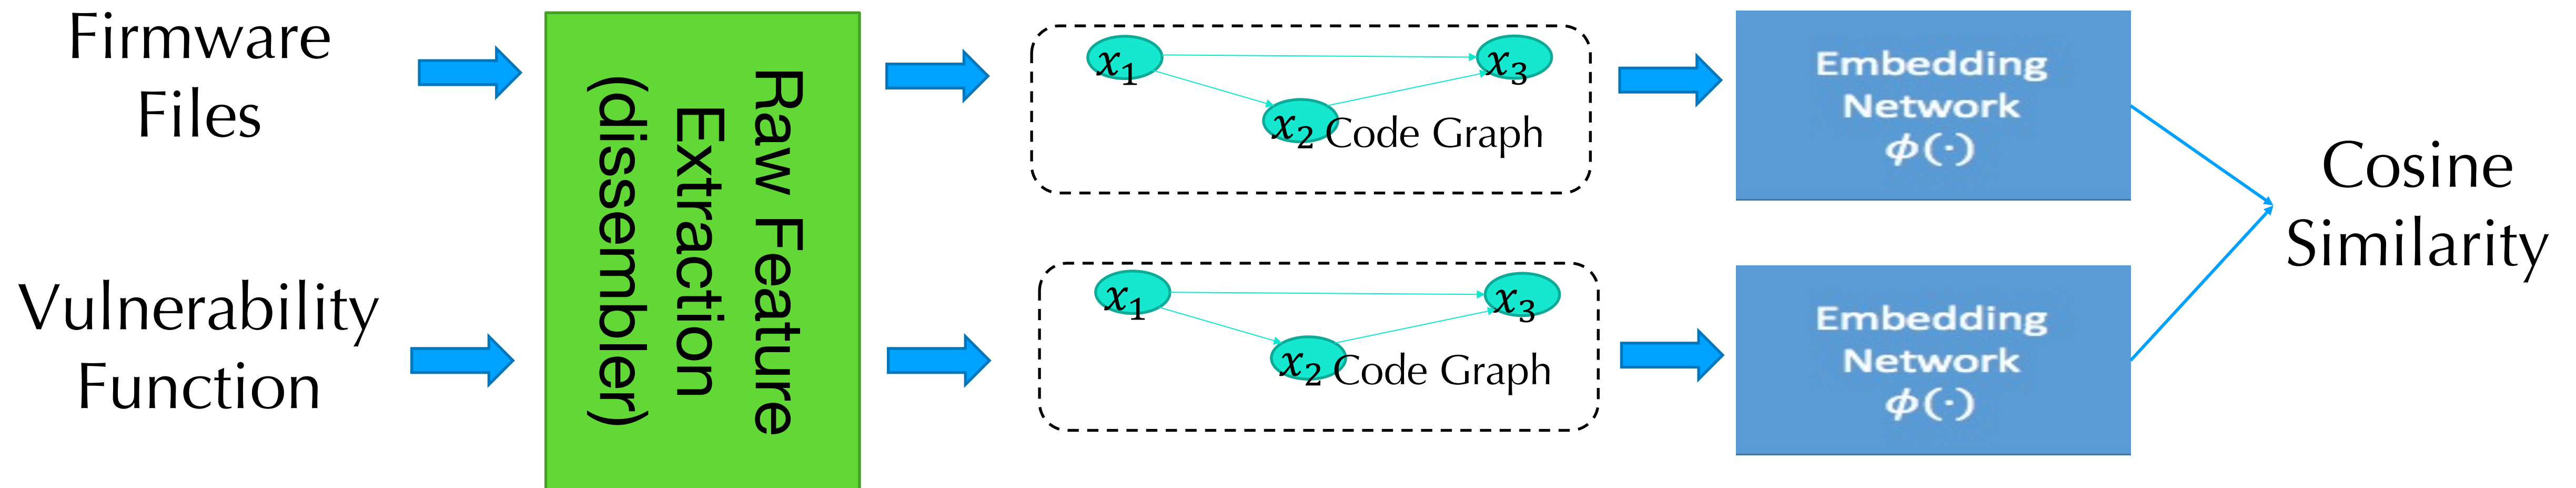 Firmware
Files
Vulnerability
Function
Raw Feature
Extraction
(dissembler)
x1
x3
x2 Code Graph
x1
x3
x2 Code Graph
Embedding
Network
ϕ(·)
Embedding
Network
ϕ(·)
Cosine
Similarity